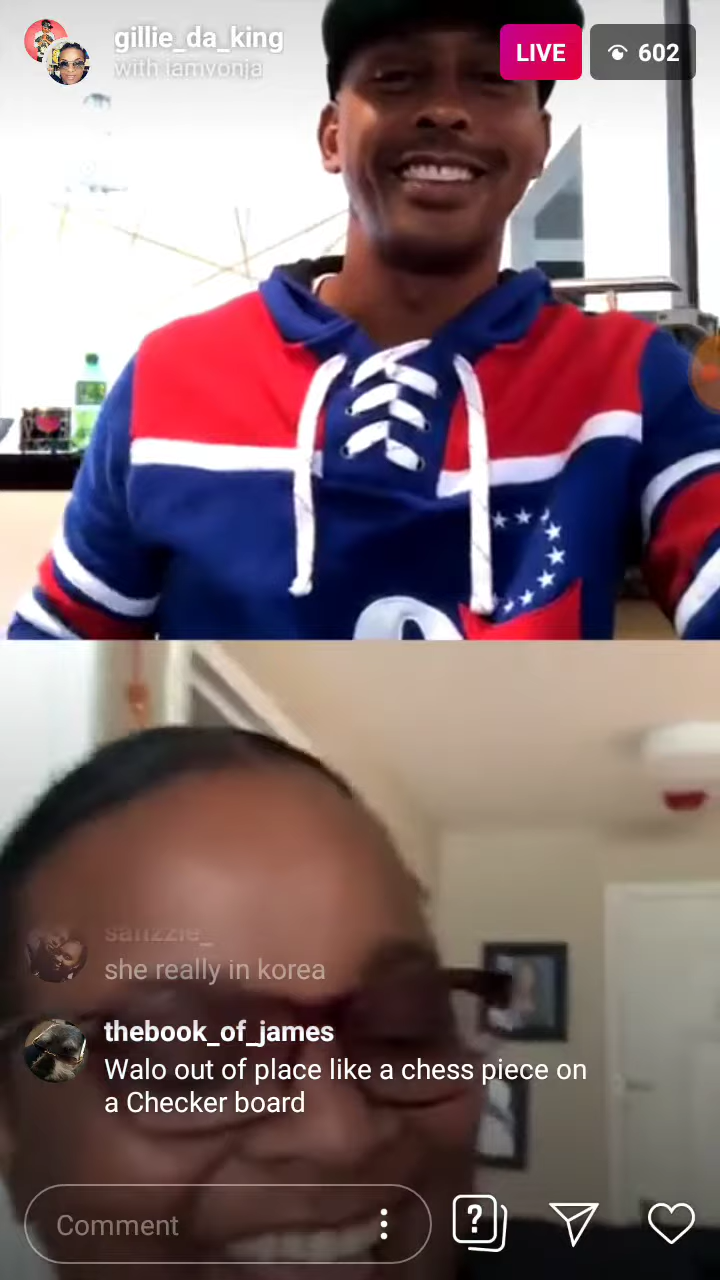 gillie_da_king
LIVE
602
with iamvonja
she really in korea
thebook_of_james
Walo out of place like a chess piece on
a Checker board
Comment